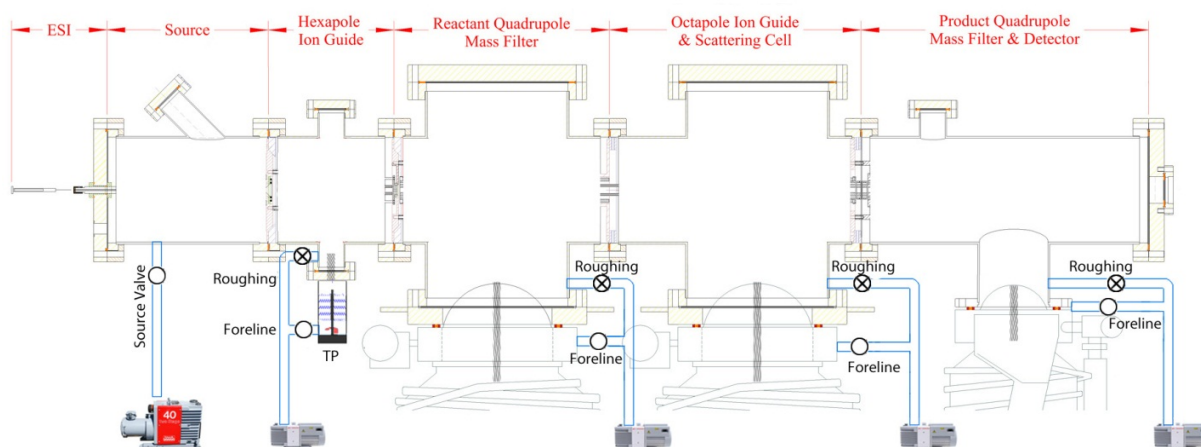 ESI
Source
Hexapole
Ion Guide
Reactant Quadrupole
Mass Filter
Octapole Ion Guide
& Scattering Cell
Product Quadrupole
Mass Filter & Detector
Source Valve
Roughing
Foreline
TP
Roughing
Foreline
Roughing
Foreline
Roughing
Foreline
40